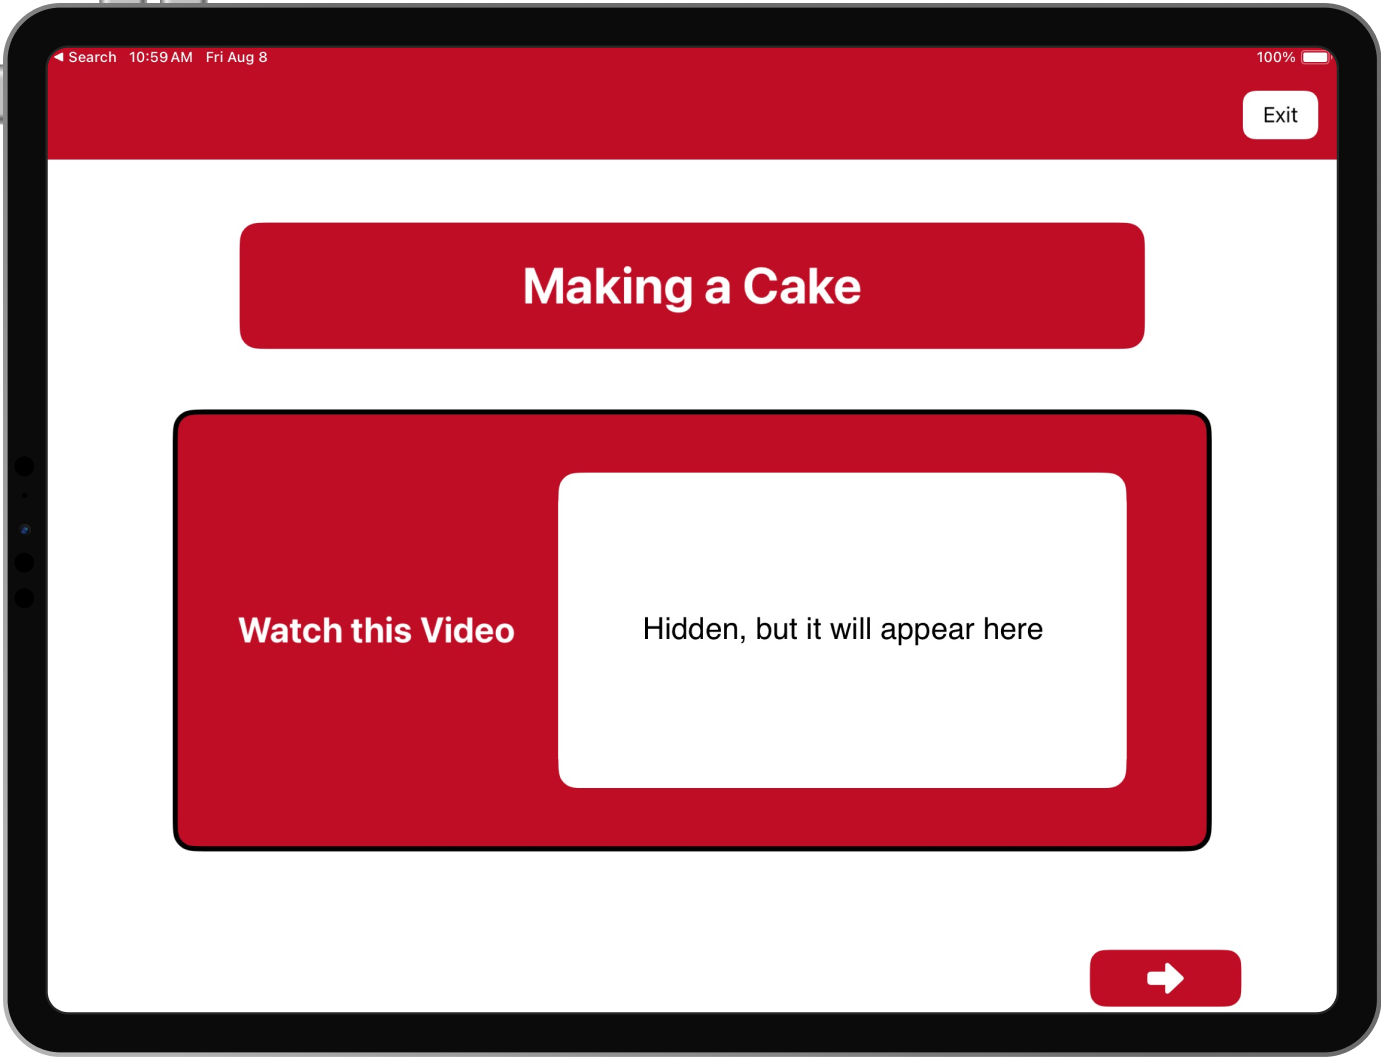 ◀ Search 10:59 AM Fri Aug 8 100%
Exit
Making a Cake
Watch this Video
Hidden, but it will appear here